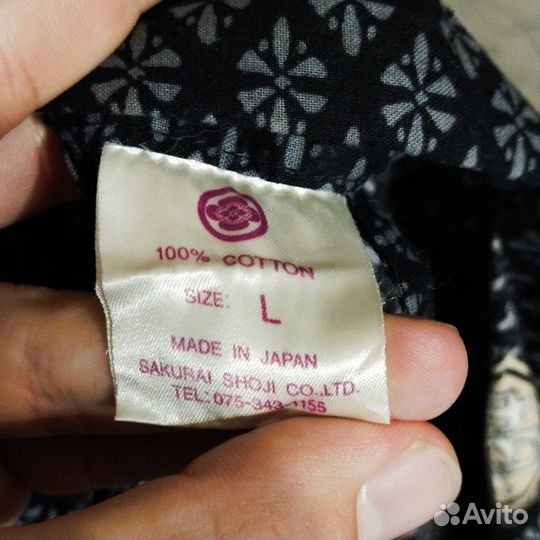 100% COTTON
SIZE: L
MADE IN JAPAN
SAKURAI SHOJI CO.,LTD.
TEL:075-343-1155
Avito